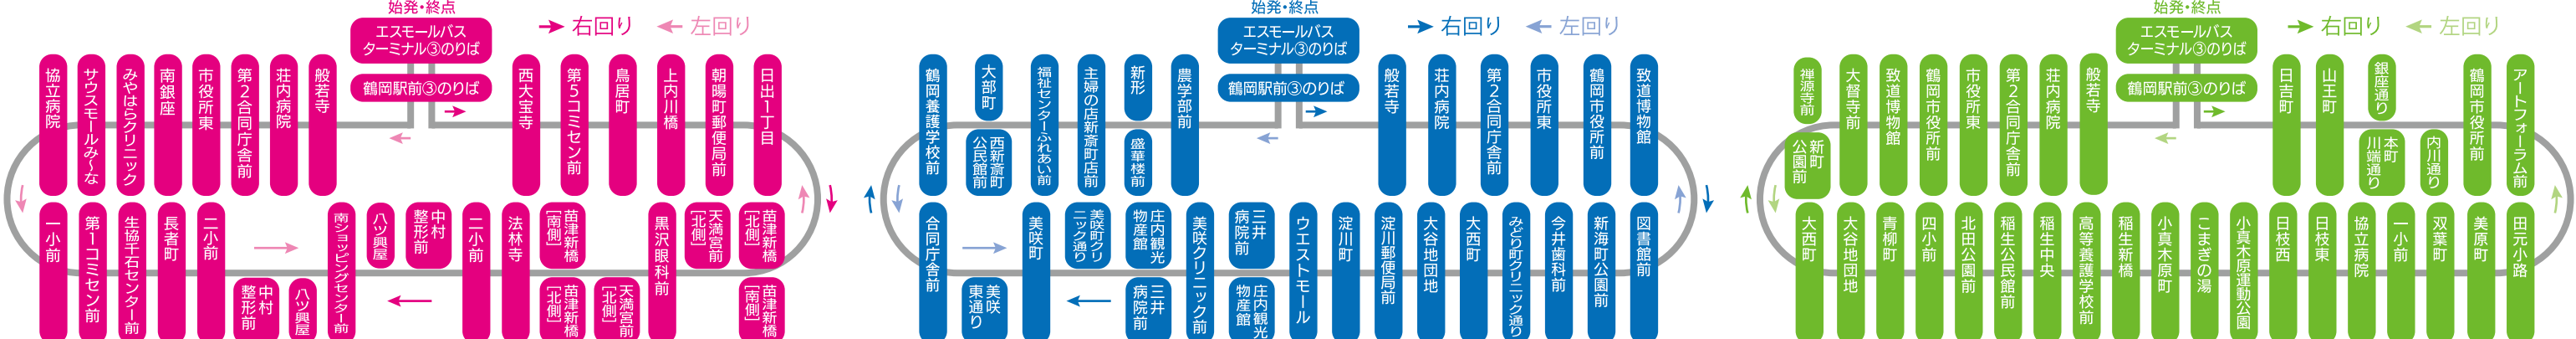 始発・終点
エスモールバス
ターミナル③のりば
鶴岡駅前③のりば
右回り
左回り
協立病院
サウスモールみ〜な
みやはらクリニック
南銀座
市役所東
第2合同庁舎前
荘内病院
般若寺
西大宝寺
第5コミセン前
鳥居町
上内川橋
朝陽町郵便局前
日出1丁目
一小前
第1コミセン前
生協千石センター前
長者町
二小前
中村
整形前
八ツ興屋
南ショッピングセンター前
八ツ興屋
中村
整形前
二小前
法林寺
苗津新橋
[南側]
苗津新橋
[北側]
天満宮前
[北側]
黒沢眼科前
天満宮前
[北側]
苗津新橋
[北側]
苗津新橋
[南側]
始発・終点
エスモールバス
ターミナル③のりば
鶴岡駅前③のりば
右回り
左回り
鶴岡養護学校前
大部町
西新斎町
公民館前
福祉センターふれあい前
主婦の店新斎町店前
新形
盛華楼前
農学部前
般若寺
荘内病院
第2合同庁舎前
市役所東
鶴岡市役所前
致道博物館
合同庁舎前
美咲
東通り
美咲町
美咲町クリ
ニック通り
庄内観光
物産館
三井
病院前
美咲クリニック前
三井
病院前
庄内観光
物産館
ウエストモール
淀川町
淀川郵便局前
大谷地団地
大西町
みどり町クリニック通り
今井歯科前
新海町公園前
図書館前
始発・終点
エスモールバス
ターミナル③のりば
鶴岡駅前③のりば
右回り
左回り
禅源寺前
新町
公園前
大督寺前
致道博物館
鶴岡市役所前
市役所東
第2合同庁舎前
荘内病院
般若寺
日吉町
山王町
銀座通り
本町
川端通り
内川通り
鶴岡市役所前
アートフォーラム前
大西町
大谷地団地
青柳町
四小前
北田公園前
稲生公民館前
稲生中央
高等養護学校前
稲生新橋
小真木原町
こまぎの湯
小真木原運動公園
日枝西
日枝東
協立病院
一小前
双葉町
美原町
田元小路